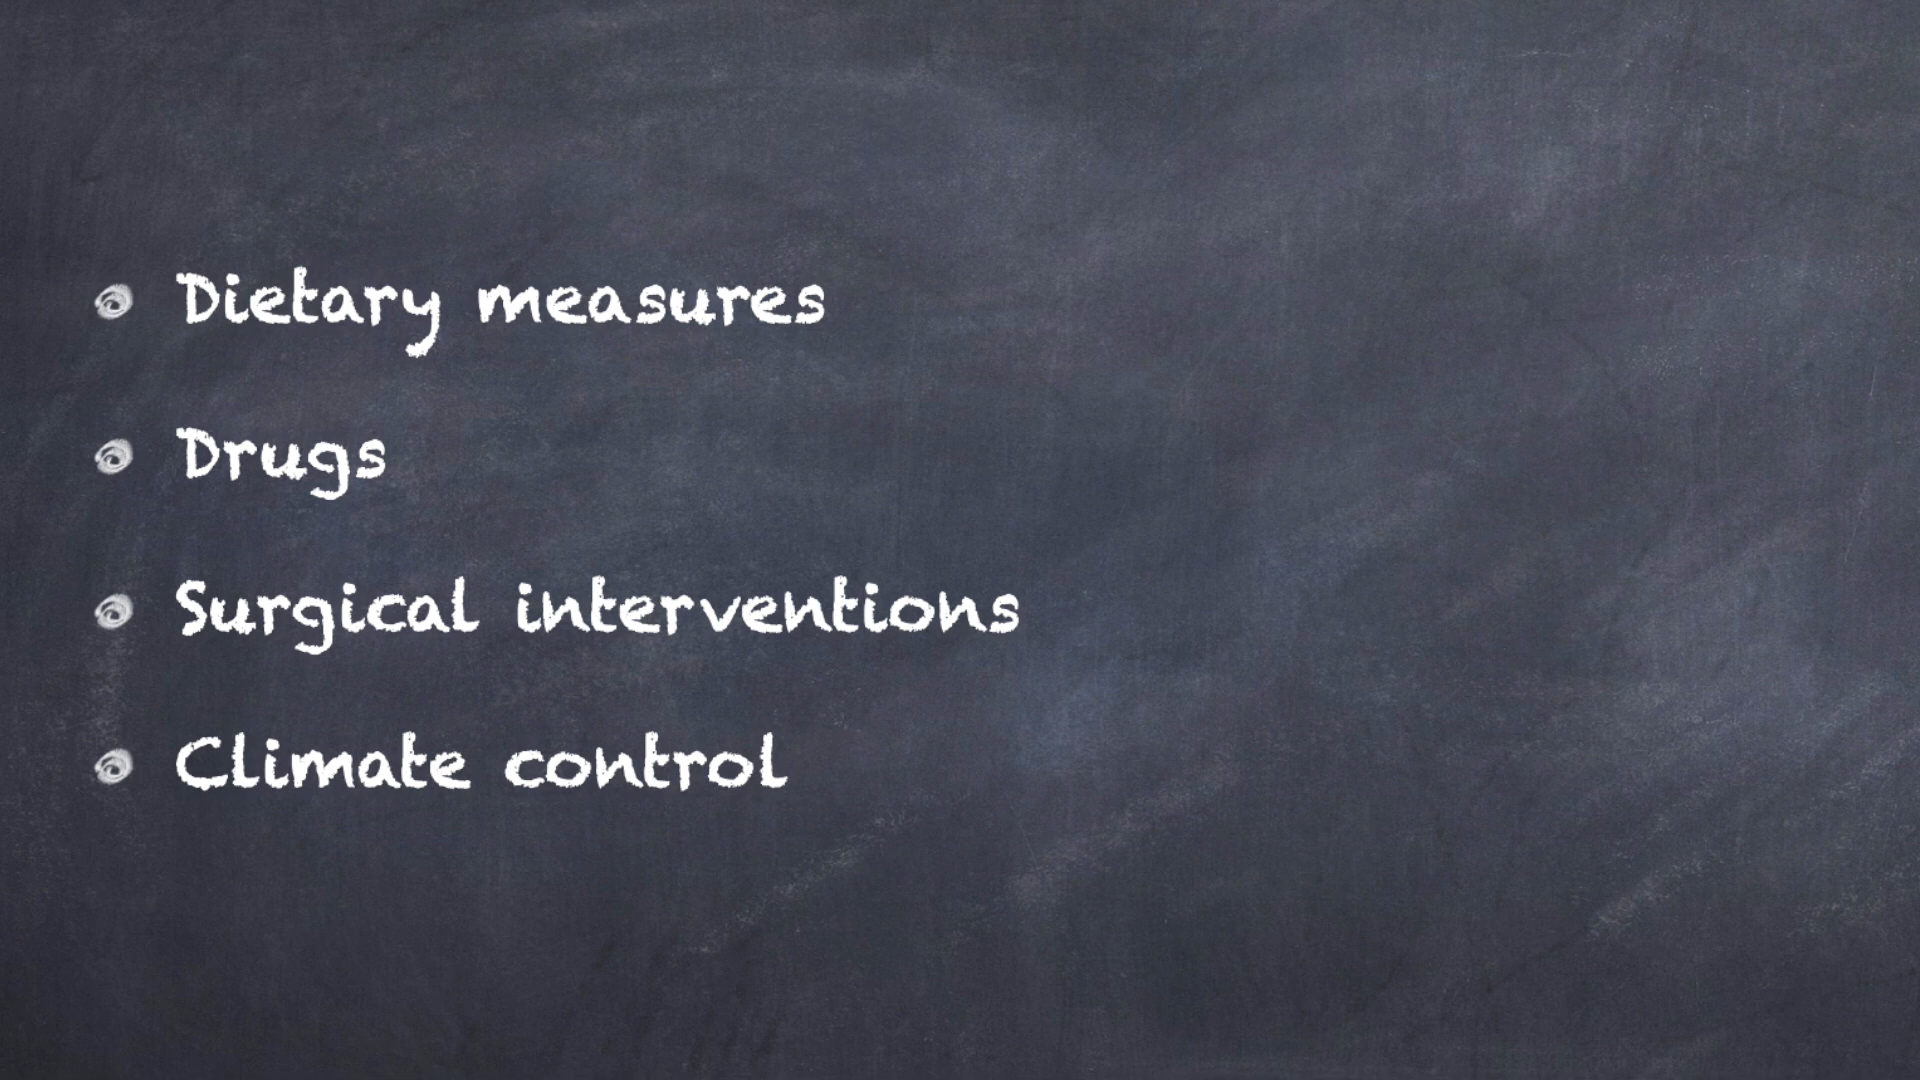 Dietary measures
Drugs
Surgical interventions
Climate control